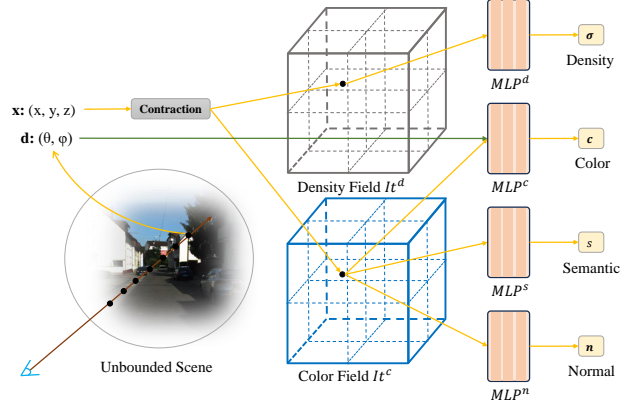 σ
Density
MLP^d
x: (x, y, z)
Contraction
d: (θ, φ)
c
Color
MLP^c
Density Field It^d
s
Semantic
MLP^s
n
Normal
MLP^n
Unbounded Scene
Color Field It^c